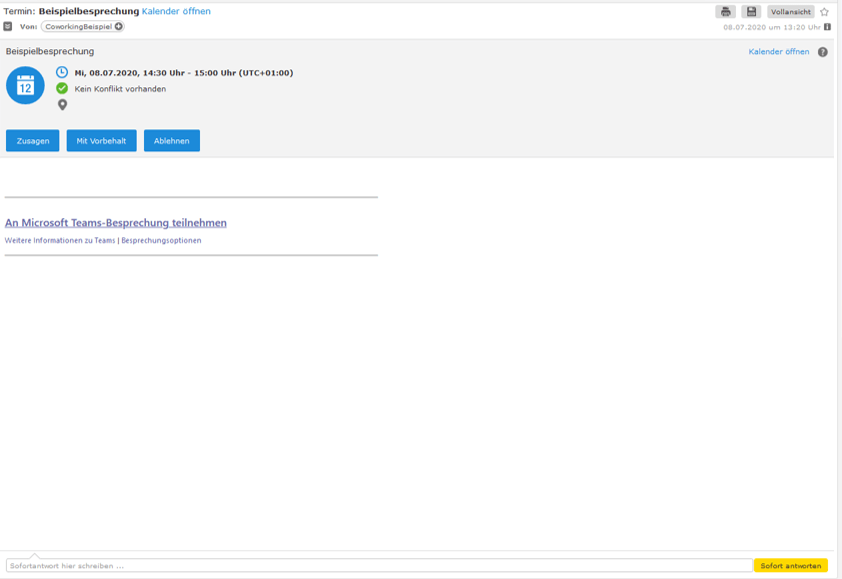 Termin: Beispielbesprechung Kalender öffnen
Vollansicht
Von: CoworkingBeispiel
08.07.2020 um 13:20 Uhr
Beispielbesprechung
Kalender öffnen ?
12
Mi, 08.07.2020, 14:30 Uhr - 15:00 Uhr (UTC+01:00)
Kein Konflikt vorhanden
Zusagen Mit Vorbehalt Ablehnen
An Microsoft Teams-Besprechung teilnehmen
Weitere Informationen zu Teams | Besprechungsoptionen
Sofortantwort hier schreiben ...
Sofort antworten